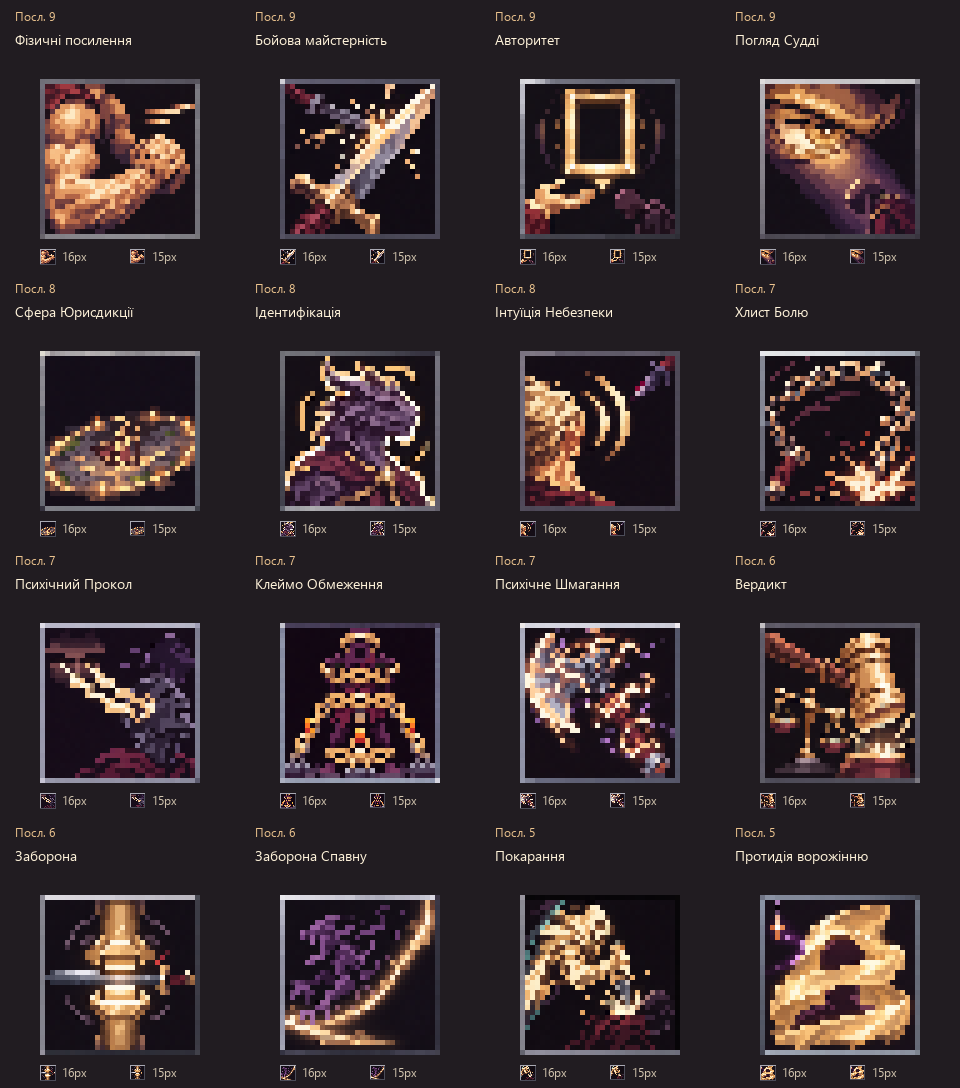 Посл. 9
Фізичні посилення
16px 15px
Посл. 9
Бойова майстерність
16px 15px
Посл. 9
Авторитет
16px 15px
Посл. 9
Погляд Судді
16px 15px
Посл. 8
Сфера Юрисдикції
16px 15px
Посл. 8
Ідентифікація
16px 15px
Посл. 8
Інтуїція Небезпеки
16px 15px
Посл. 7
Хлист Болю
16px 15px
Посл. 7
Психічний Прокол
16px 15px
Посл. 7
Клеймо Обмеження
16px 15px
Посл. 7
Психічне Шмагання
16px 15px
Посл. 6
Вердикт
16px 15px
Посл. 6
Заборона
16px 15px
Посл. 6
Заборона Спавну
16px 15px
Посл. 5
Покарання
16px 15px
Посл. 5
Протидія ворожінню
16px 15px